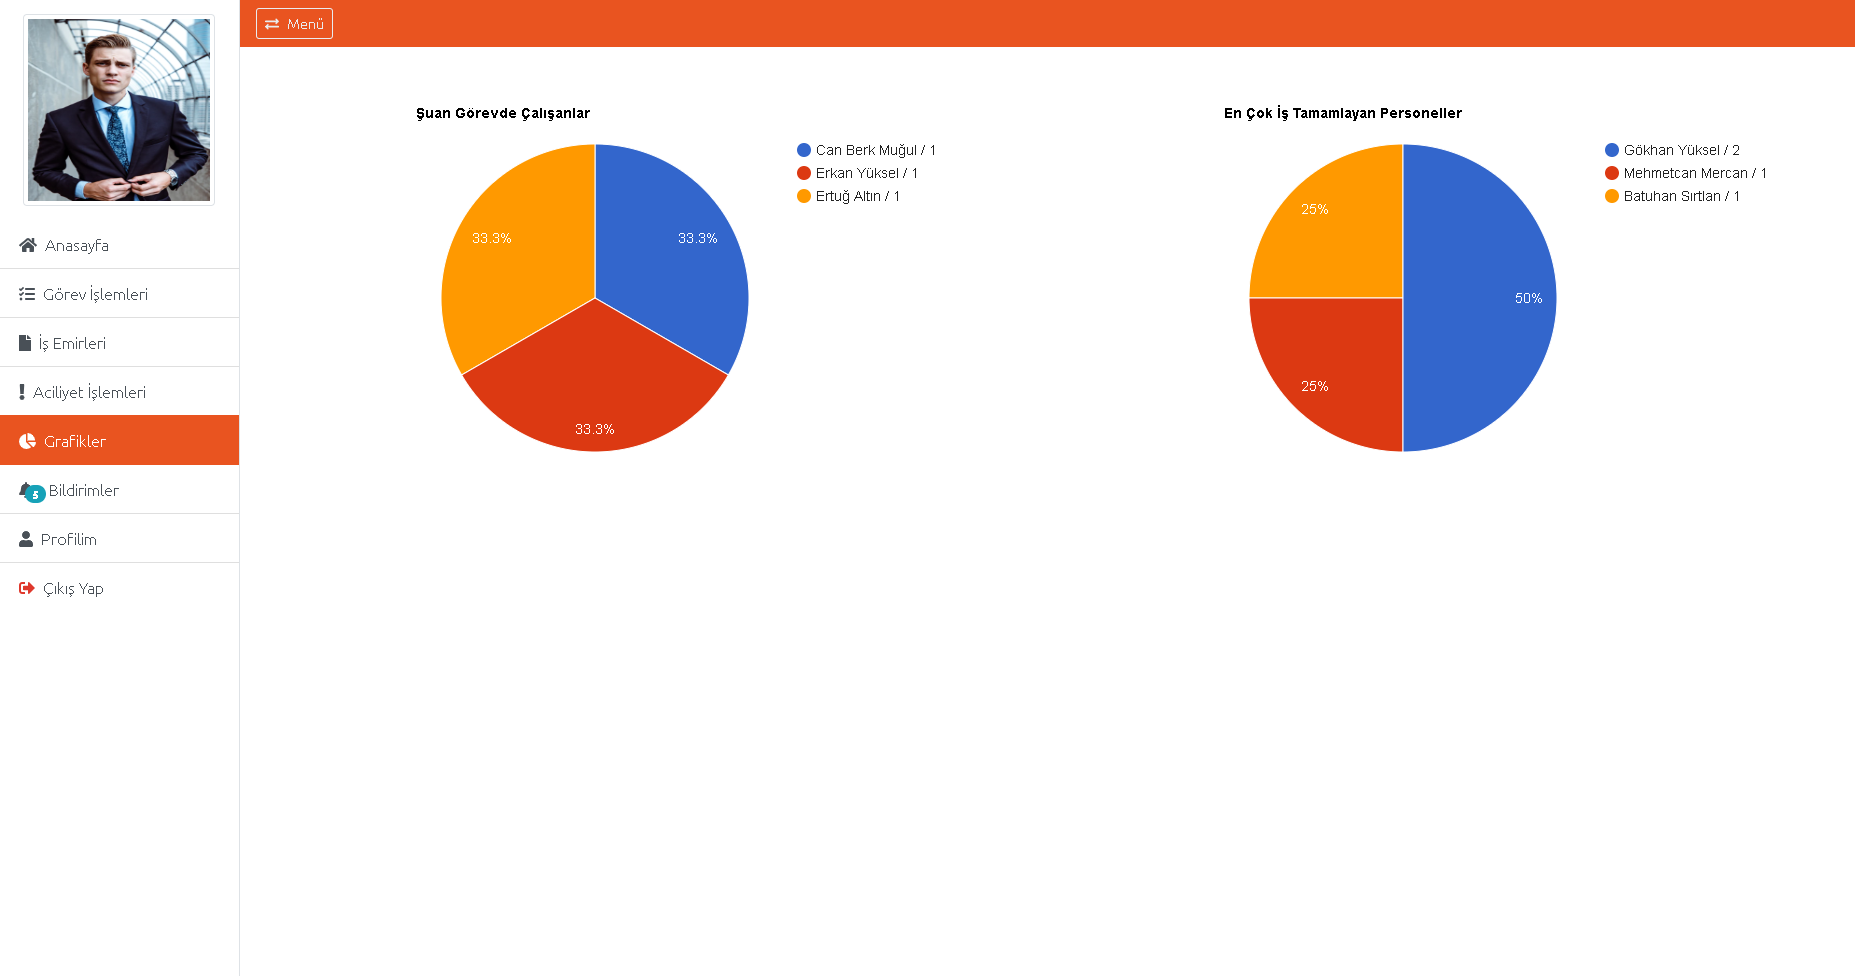 Menü
Anasayfa
Görev İşlemleri
İş Emirleri
Aciliyet İşlemleri
Grafikler
5 Bildirimler
Profilim
Çıkış Yap
Şuan Görevde Çalışanlar
Can Berk Muğul / 1
Erkan Yüksel / 1
Ertuğ Altın / 1
33.3%
33.3%
33.3%
En Çok İş Tamamlayan Personeller
Gökhan Yüksel / 2
Mehmetcan Mercan / 1
Batuhan Sırtlan / 1
25%
50%
25%